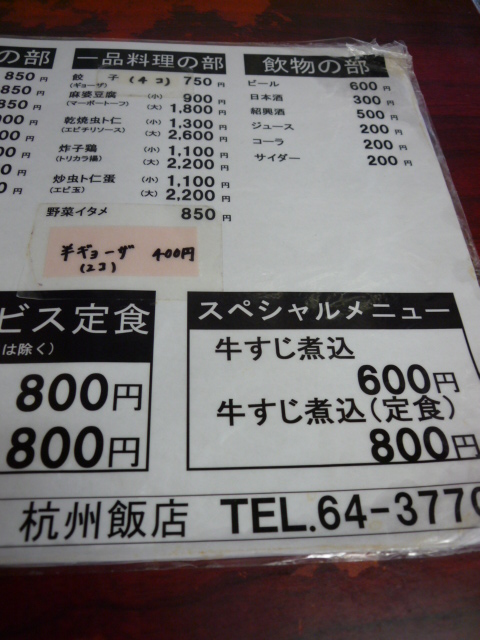 の部
850円
850円
850円
900円
円
円
円
円
一品料理の部
餃子(4コ) 750円
(ギョーザ)
麻婆豆腐 (小) 900円
(マーボートーフ) (大) 1,800円
乾焼虫卜仁 (小) 1,300円
(エビチリソース) (大) 2,600円
炸子鶏 (小) 1,100円
(トリカラ揚) (大) 2,200円
炒虫卜仁蛋 (小) 1,100円
(エビ玉) (大) 2,200円
野菜イタメ 850円
半ギョーザ 400円
(2コ)
飲物の部
ビール 600円
日本酒 300円
紹興酒 500円
ジュース 200円
コーラ 200円
サイダー 200円
ビス定食
は除く)
800円
800円
スペシャルメニュー
牛すじ煮込
600円
牛すじ煮込(定食)
800円
杭州飯店 TEL.64-3770